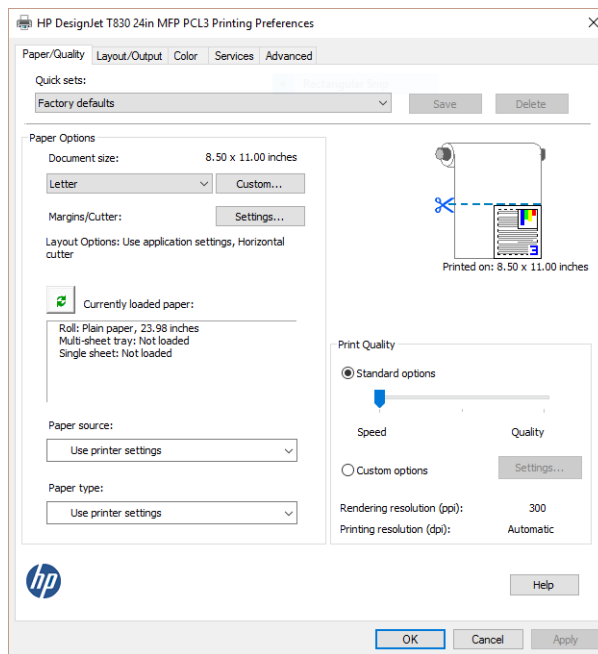 HP DesignJet T830 24in MFP PCL3 Printing Preferences
Paper/Quality Layout/Output Color Services Advanced
Quick sets:
Rectangular Snip
Factory defaults
Save
Delete
Paper Options
Document size:
8.50 x 11.00 inches
Letter
Custom...
Margins/Cutter:
Settings...
Layout Options: Use application settings, Horizontal
cutter
3
Printed on: 8.50 x 11.00 inches
Currently loaded paper:
Roll: Plain paper, 23.98 inches
Multi-sheet tray: Not loaded
Single sheet: Not loaded
Paper source:
Use printer settings
Paper type:
Use printer settings
Print Quality
Standard options
Speed
Quality
Custom options
Settings...
Rendering resolution (ppi):
300
Printing resolution (dpi):
Automatic
hp
Help
OK
Cancel
Apply